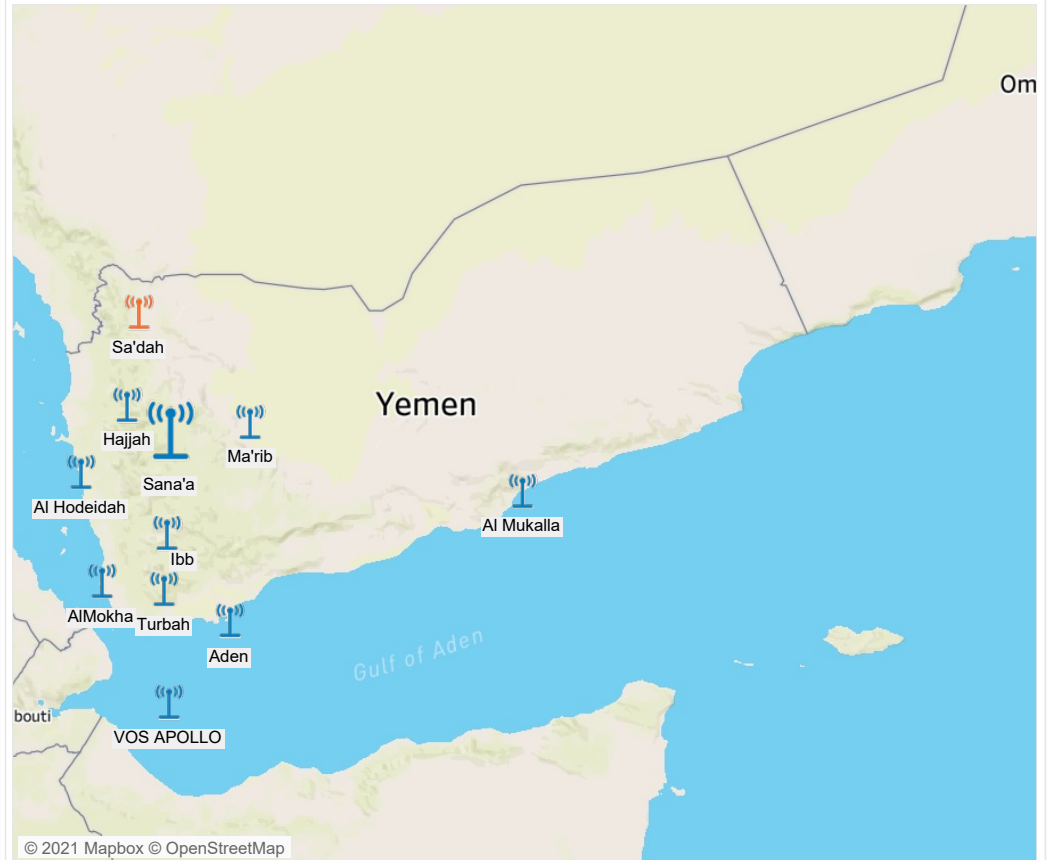 Om
Sa'dah
Yemen
Hajjah
Ma'rib
Sana'a
Al Hodeidah
Al Mukalla
Ibb
AlMokha
Turbah
Aden
Gulf of Aden
bouti
VOS APOLLO
© 2021 Mapbox © OpenStreetMap